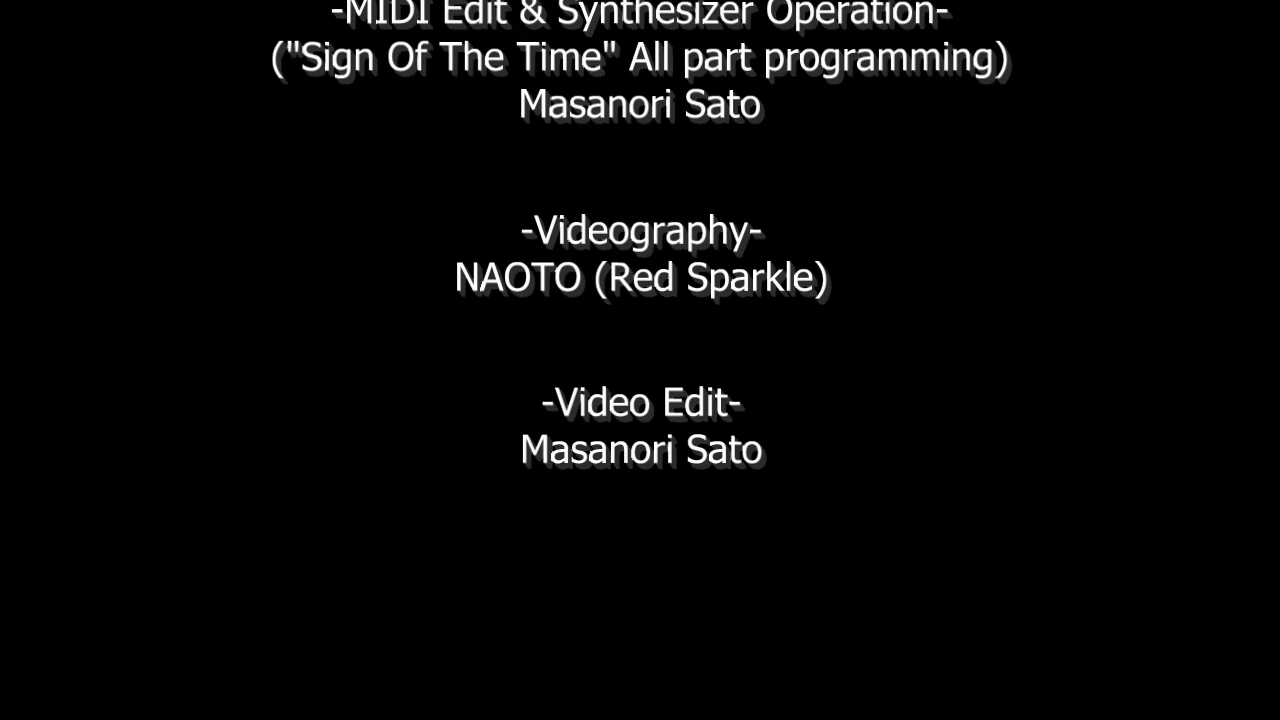 -MIDI Edit & Synthesizer Operation-
("Sign Of The Time" All part programming)
Masanori Sato
-Videography-
NAOTO (Red Sparkle)
-Video Edit-
Masanori Sato